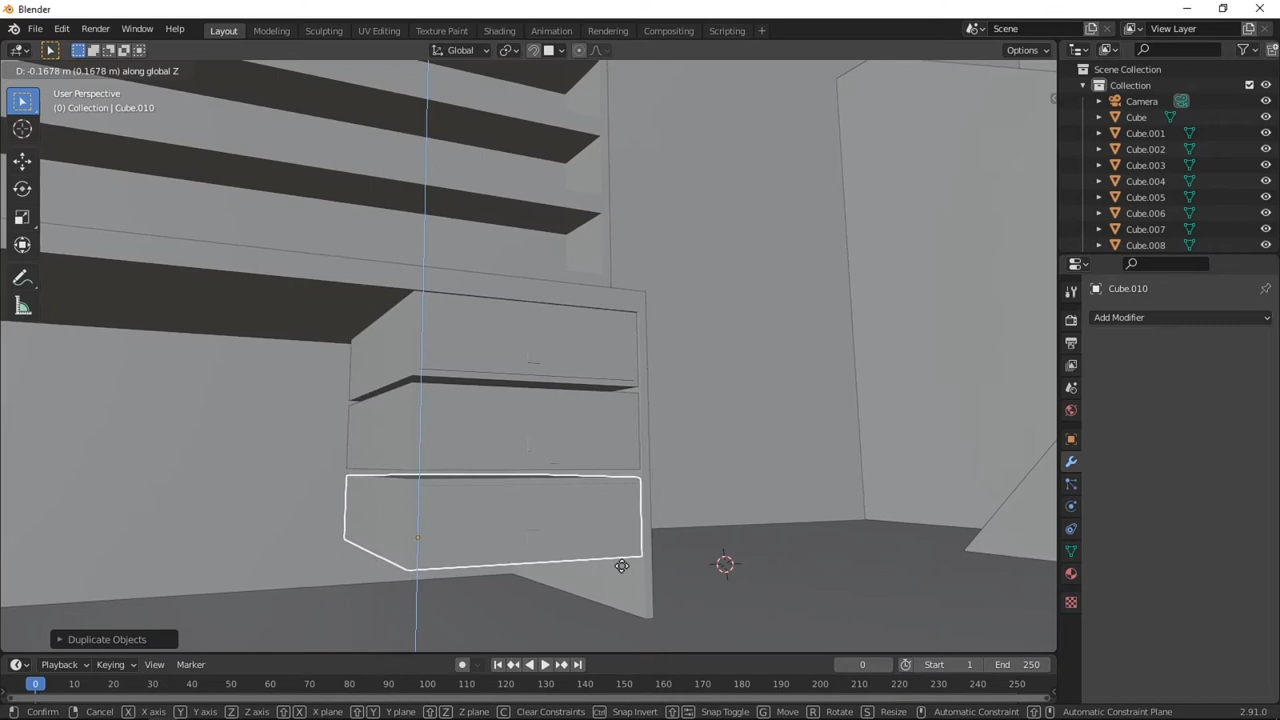 Blender
File Edit Render Window Help Layout Modeling Sculpting UV Editing Texture Paint Shading Animation Rendering Compositing Scripting + Scene View Layer
Global Options
D: -0.1678 m (0.1678 m) along global Z
User Perspective
(0) Collection | Cube.010
Scene Collection
Collection
Camera
Cube
Cube.001
Cube.002
Cube.003
Cube.004
Cube.005
Cube.006
Cube.007
Cube.008
Cube.010
Add Modifier
Duplicate Objects
Playback Keying View Marker 0 Start 1 End 250
0 10 20 30 40 50 60 70 80 90 100 110 120 130 140 150 160 170 180 190 200 210 220 230 240 250
Confirm Cancel X X axis Y Y axis Z Z axis X X plane Y Y plane Z Z plane C Clear Constraints Ctrl Snap Invert Snap Toggle G Move R Rotate S Resize Automatic Constraint Automatic Constraint Plane 2.91.0